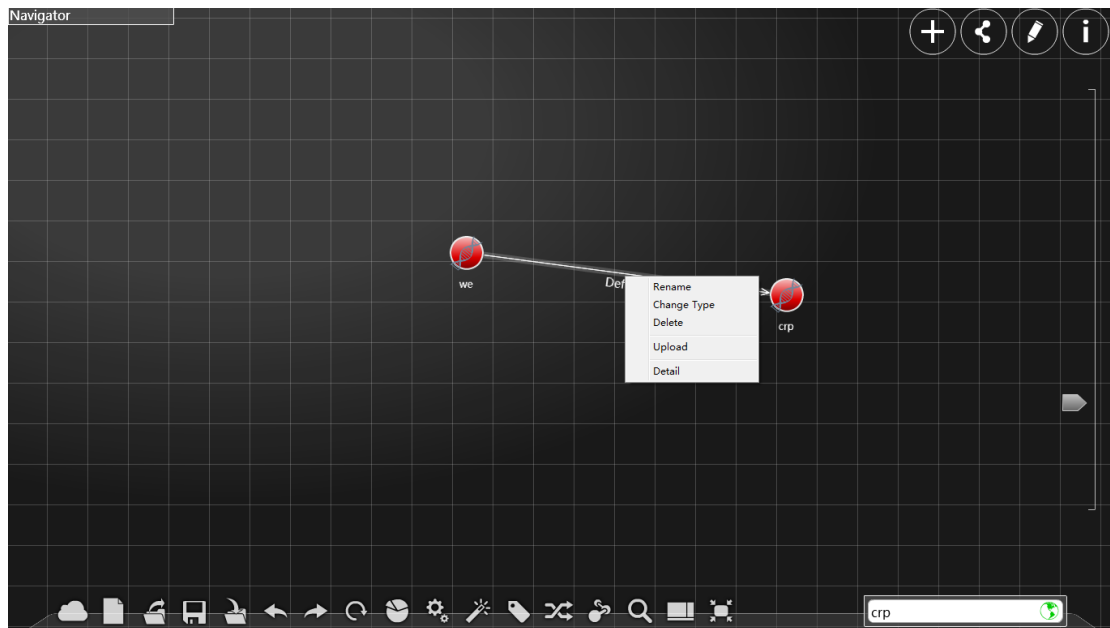 Navigator
we
Def
Rename
Change Type
Delete
Upload
Detail
crp
crp